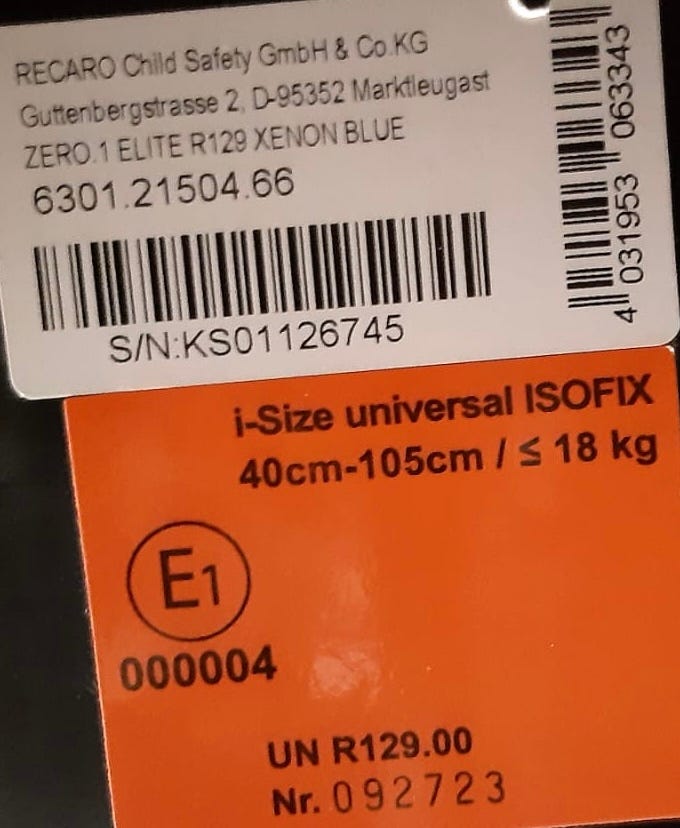 RECARO Child Safety GmbH & Co.KG
Guttenbergstrasse 2, D-95352 Marktleugast
ZERO.1 ELITE R129 XENON BLUE
6301.21504.66
S/N:KS01126745
4 031953 063343
i-Size universal ISOFIX
40cm-105cm / ≤ 18 kg
E1
000004
UN R129.00
Nr. 092723